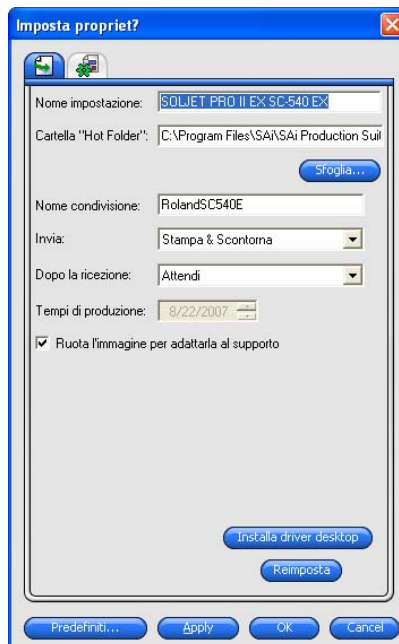 Imposta propriet?
Nome impostazione: SOLJET PRO II EX SC-540 EX
Cartella "Hot Folder": C:\Program Files\SAi\SAi Production Suit
Sfoglia...
Nome condivisione: RolandSC540E
Invia: Stampa & Scontorna
Dopo la ricezione: Attendi
Tempi di produzione: 8/22/2007
Ruota l'immagine per adattarla al supporto
Installa driver desktop
Reimposta
Predefiniti... Apply OK Cancel